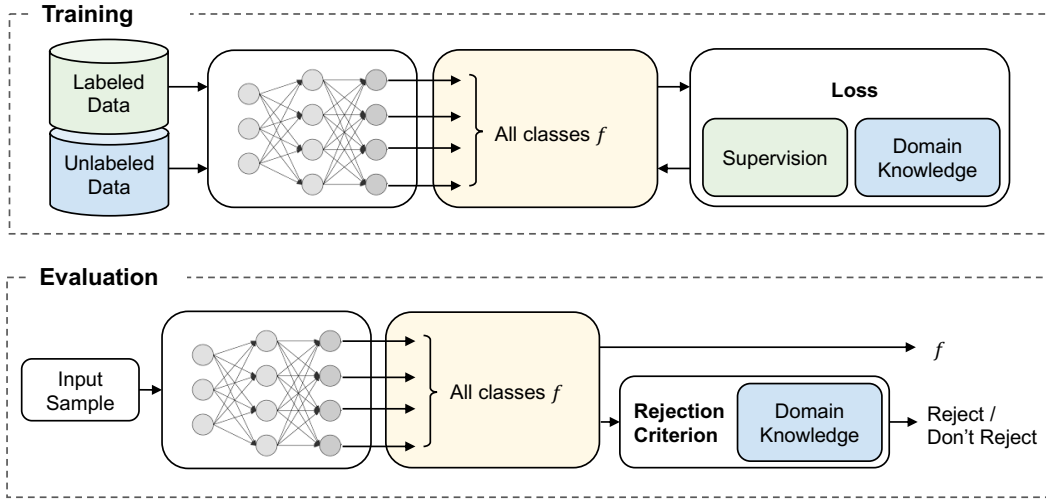 Training
Labeled
Data
Unlabeled
Data
All classes f
Loss
Supervision
Domain
Knowledge
Evaluation
Input
Sample
All classes f
f
Rejection
Criterion
Domain
Knowledge
Reject /
Don't Reject